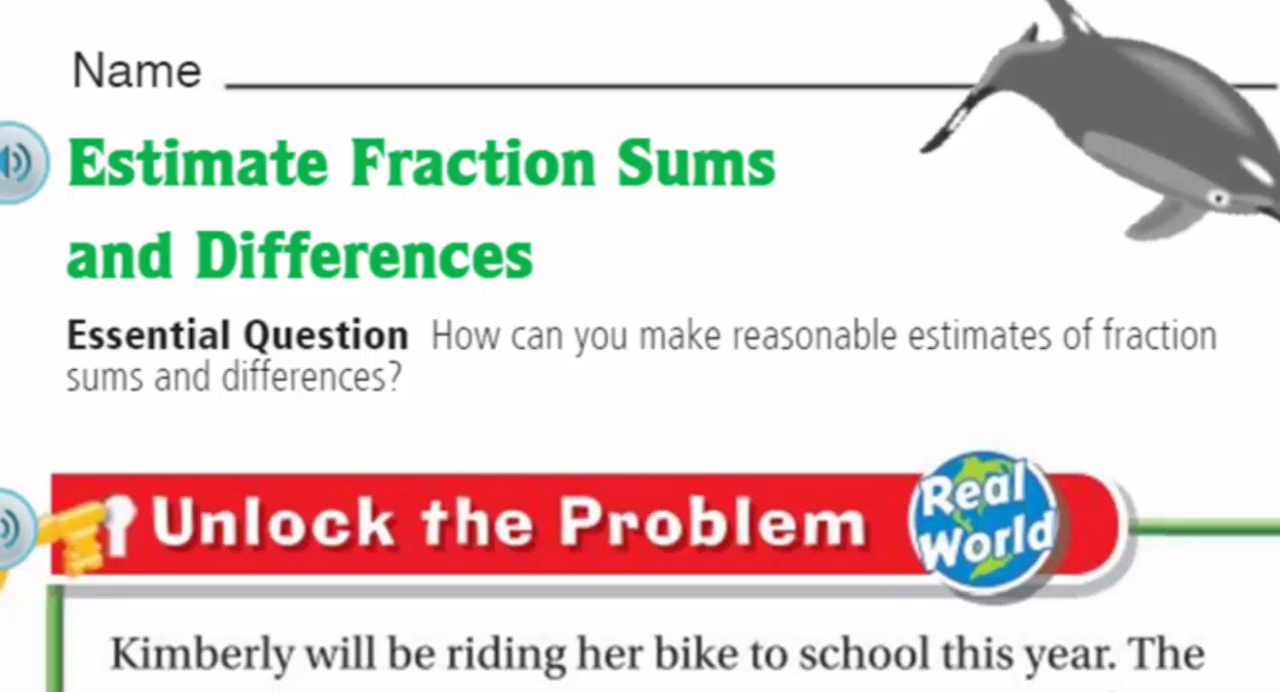 Name
Estimate Fraction Sums
and Differences
Essential Question How can you make reasonable estimates of fraction
sums and differences?
Unlock the Problem
Real
World
Kimberly will be riding her bike to school this year. The